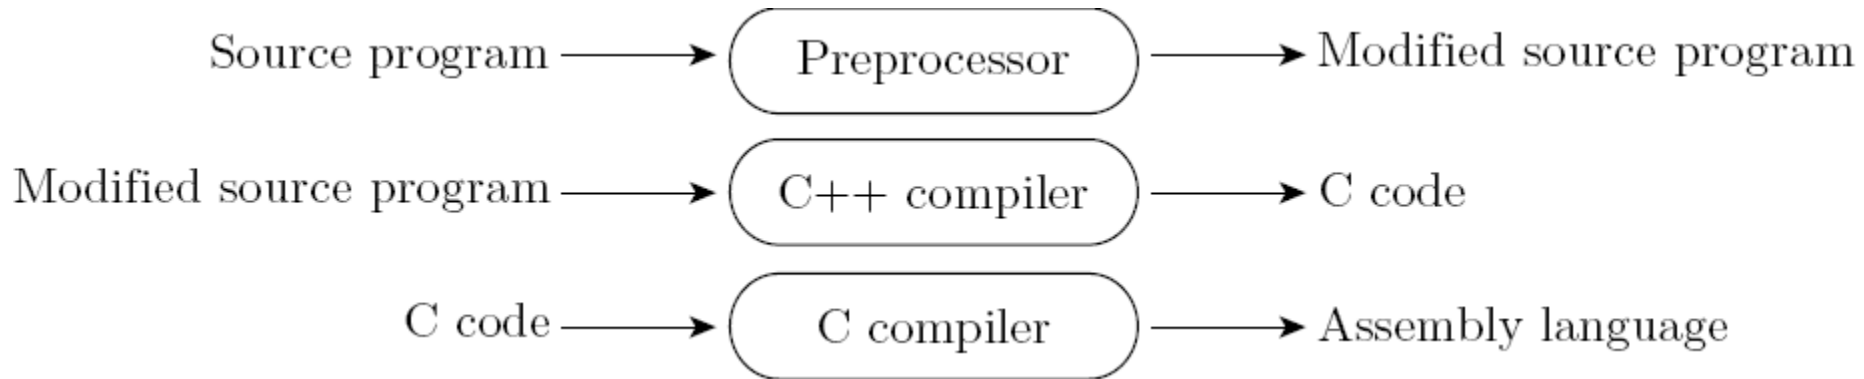 Source program Preprocessor Modified source program
Modified source program C++ compiler C code
C code C compiler Assembly language